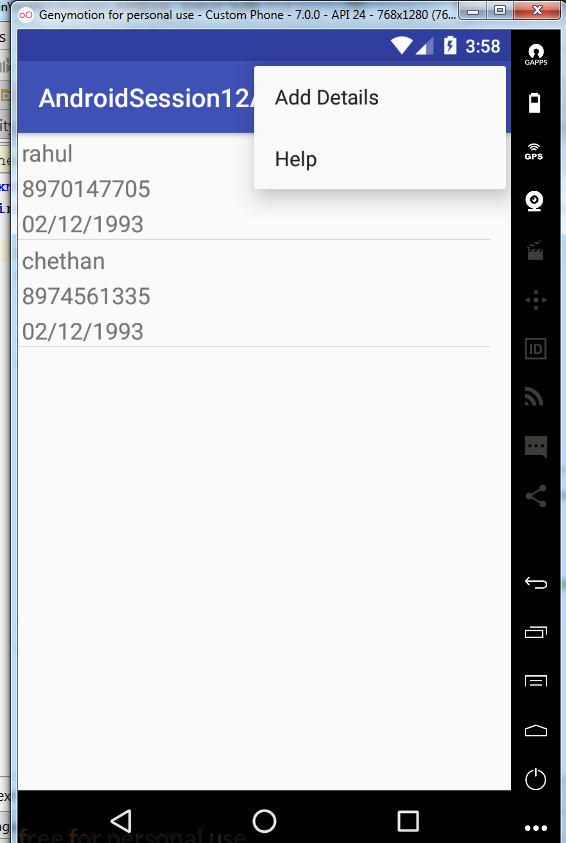 Genymotion for personal use - Custom Phone - 7.0.0 - API 24 - 768x1280 (76...
3:58
AndroidSession12
Add Details
Help
rahul
8970147705
02/12/1993
chethan
8974561335
02/12/1993
GAPPS
GPS
ID
free for personal use